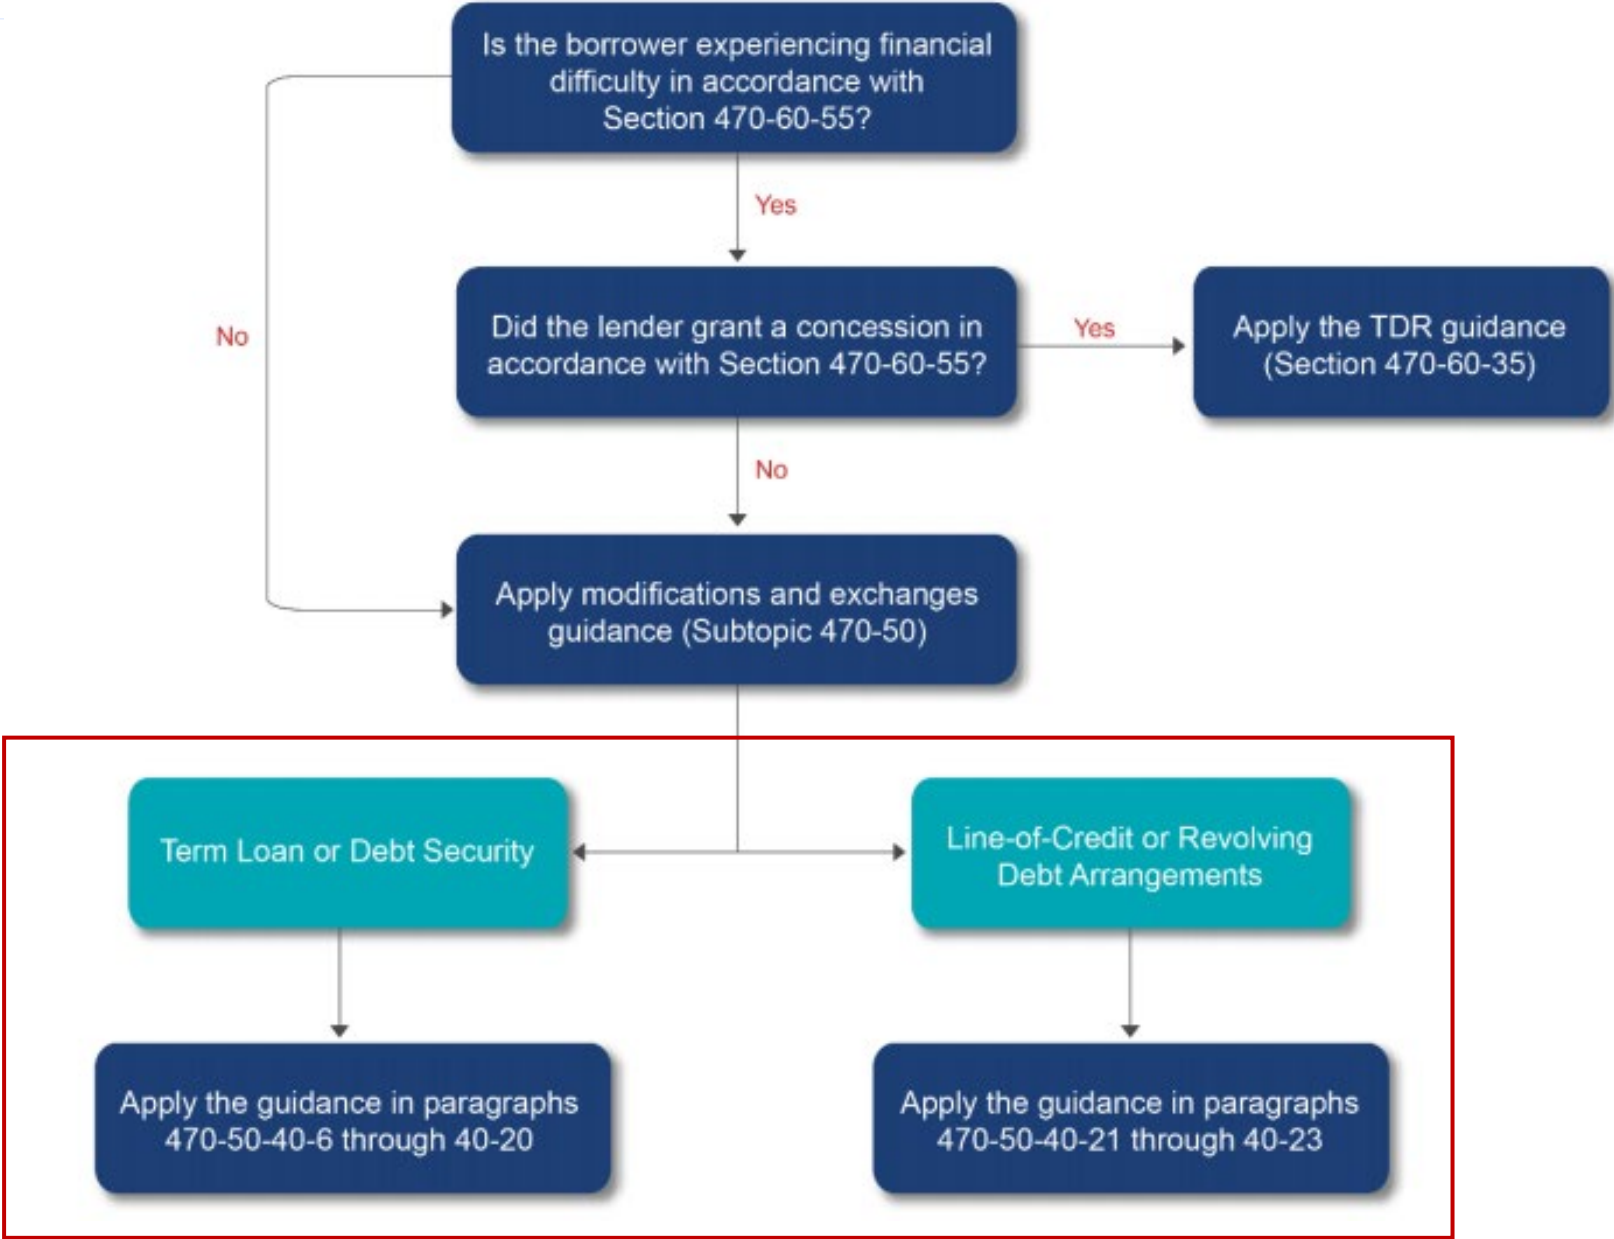 Is the borrower experiencing financial
difficulty in accordance with
Section 470-60-55?
Yes
No
Did the lender grant a concession in
accordance with Section 470-60-55?
Yes
Apply the TDR guidance
(Section 470-60-35)
No
Apply modifications and exchanges
guidance (Subtopic 470-50)
Term Loan or Debt Security
Line-of-Credit or Revolving
Debt Arrangements
Apply the guidance in paragraphs
470-50-40-6 through 40-20
Apply the guidance in paragraphs
470-50-40-21 through 40-23